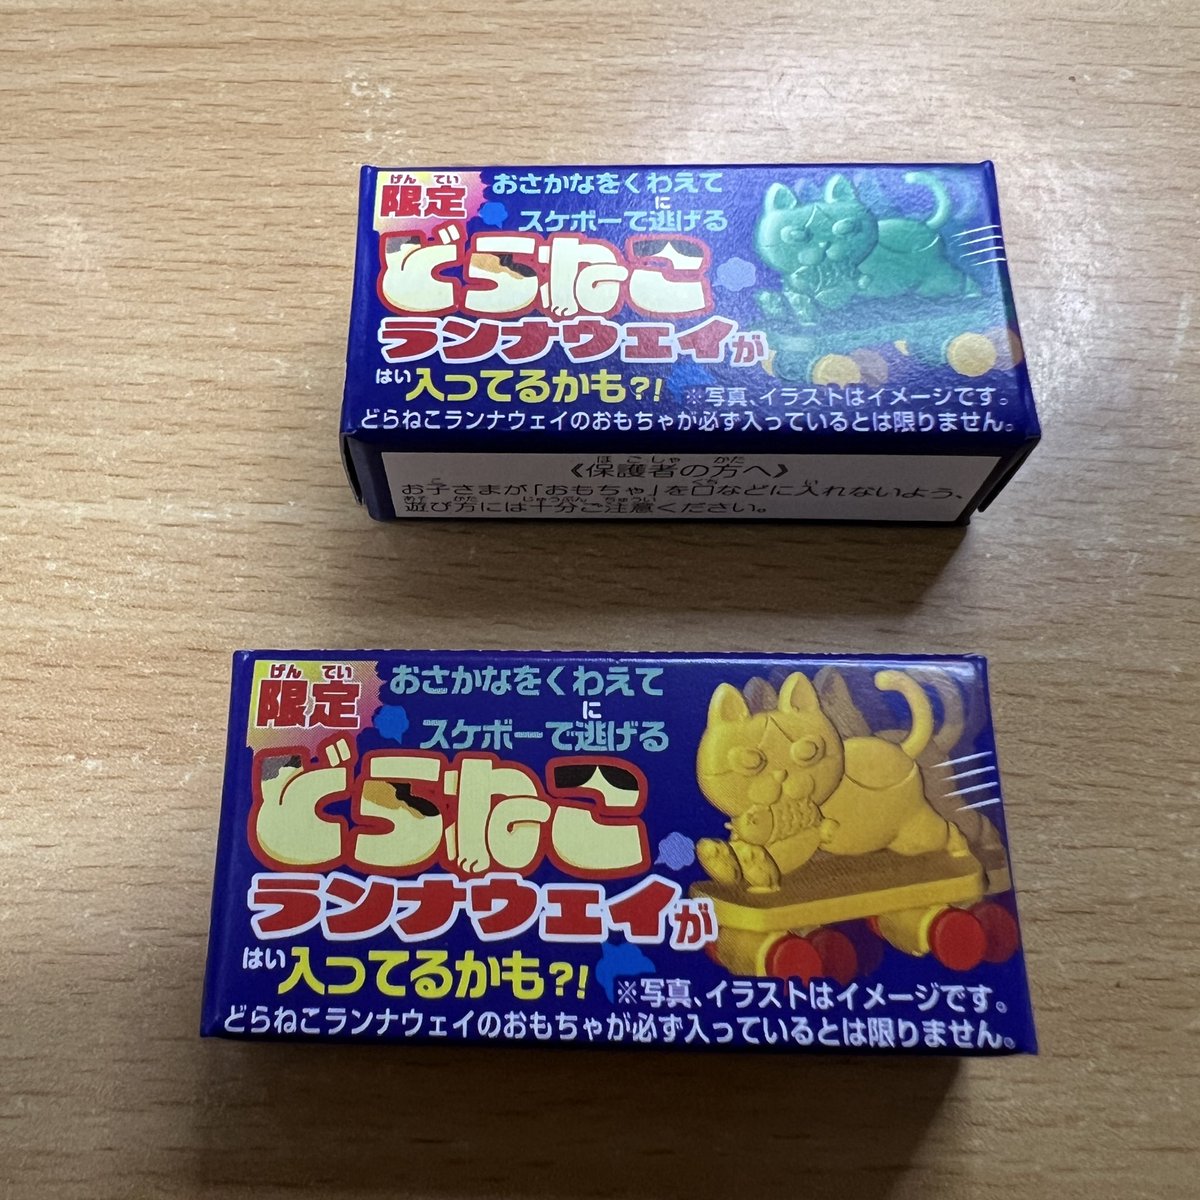 げんてい
限定
おさかなをくわえて
スケボーで逃げる
に
どらねこ
ランナウェイが
はい
入ってるかも?!
※写真、イラストはイメージです。
どらねこランナウェイのおもちゃが必ず入っているとは限りません。
ほごしゃ かた
《保護者の方へ》
こ くち い
お子さまが「おもちゃ」を口などに入れないよう、
あそ かた じゅうぶん ちゅうい
遊び方には十分ご注意ください。
げんてい
限定
おさかなをくわえて
に
スケボーで逃げる
どらねこ
ランナウェイが
はい
入ってるかも?!
※写真、イラストはイメージです。
どらねこランナウェイのおもちゃが必ず入っているとは限りません。